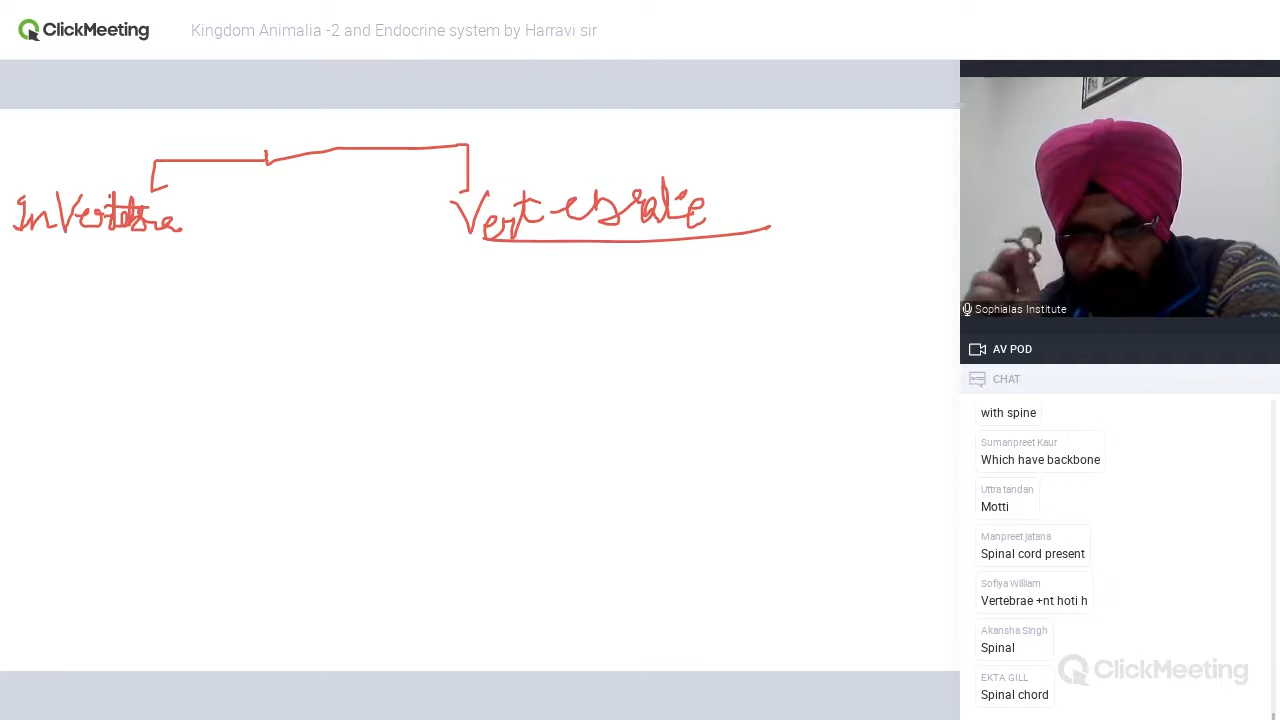 ClickMeeting
Kingdom Animalia -2 and Endocrine system by Harravi sir
Vertebrate
Sophialas Institute
AV POD
CHAT
with spine
Sumanpreet Kaur
Which have backbone
Uttra tandan
Motti
Manpreet jatana
Spinal cord present
Sofiya William
Vertebrae +nt hoti h
Akansha Singh
Spinal
EKTA GILL
Spinal chord
ClickMeeting